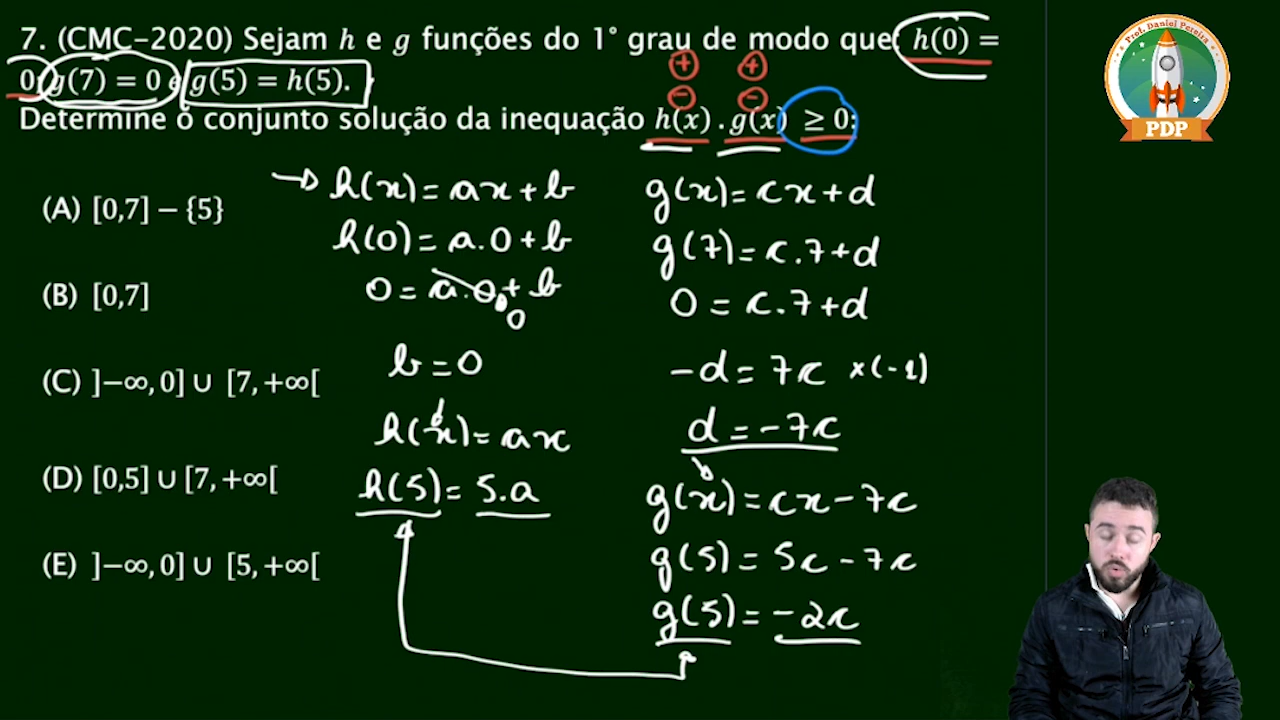 7. (CMC-2020) Sejam h e g funções do 1° grau de modo que h(0) =
0, g(7) = 0 e g(5) = h(5).
Determine o conjunto solução da inequação h(x) . g(x) ≥ 0:
+ +
- -
(A) [0,7] − {5}
(B) [0,7]
(C) ]−∞, 0] ∪ [7, +∞[
(D) [0,5] ∪ [7, +∞[
(E) ]−∞, 0] ∪ [5, +∞[
h(x) = ax + b
h(0) = a.0 + b
0 = a.0 + b
0
b = 0
h(x) = ax
h(5) = 5.a
g(x) = cx + d
g(7) = c.7 + d
0 = c.7 + d
-d = 7c ×(-1)
d = -7c
g(x) = cx - 7c
g(5) = 5c - 7c
g(5) = -2c
Prof. Daniel Pereira
PDP